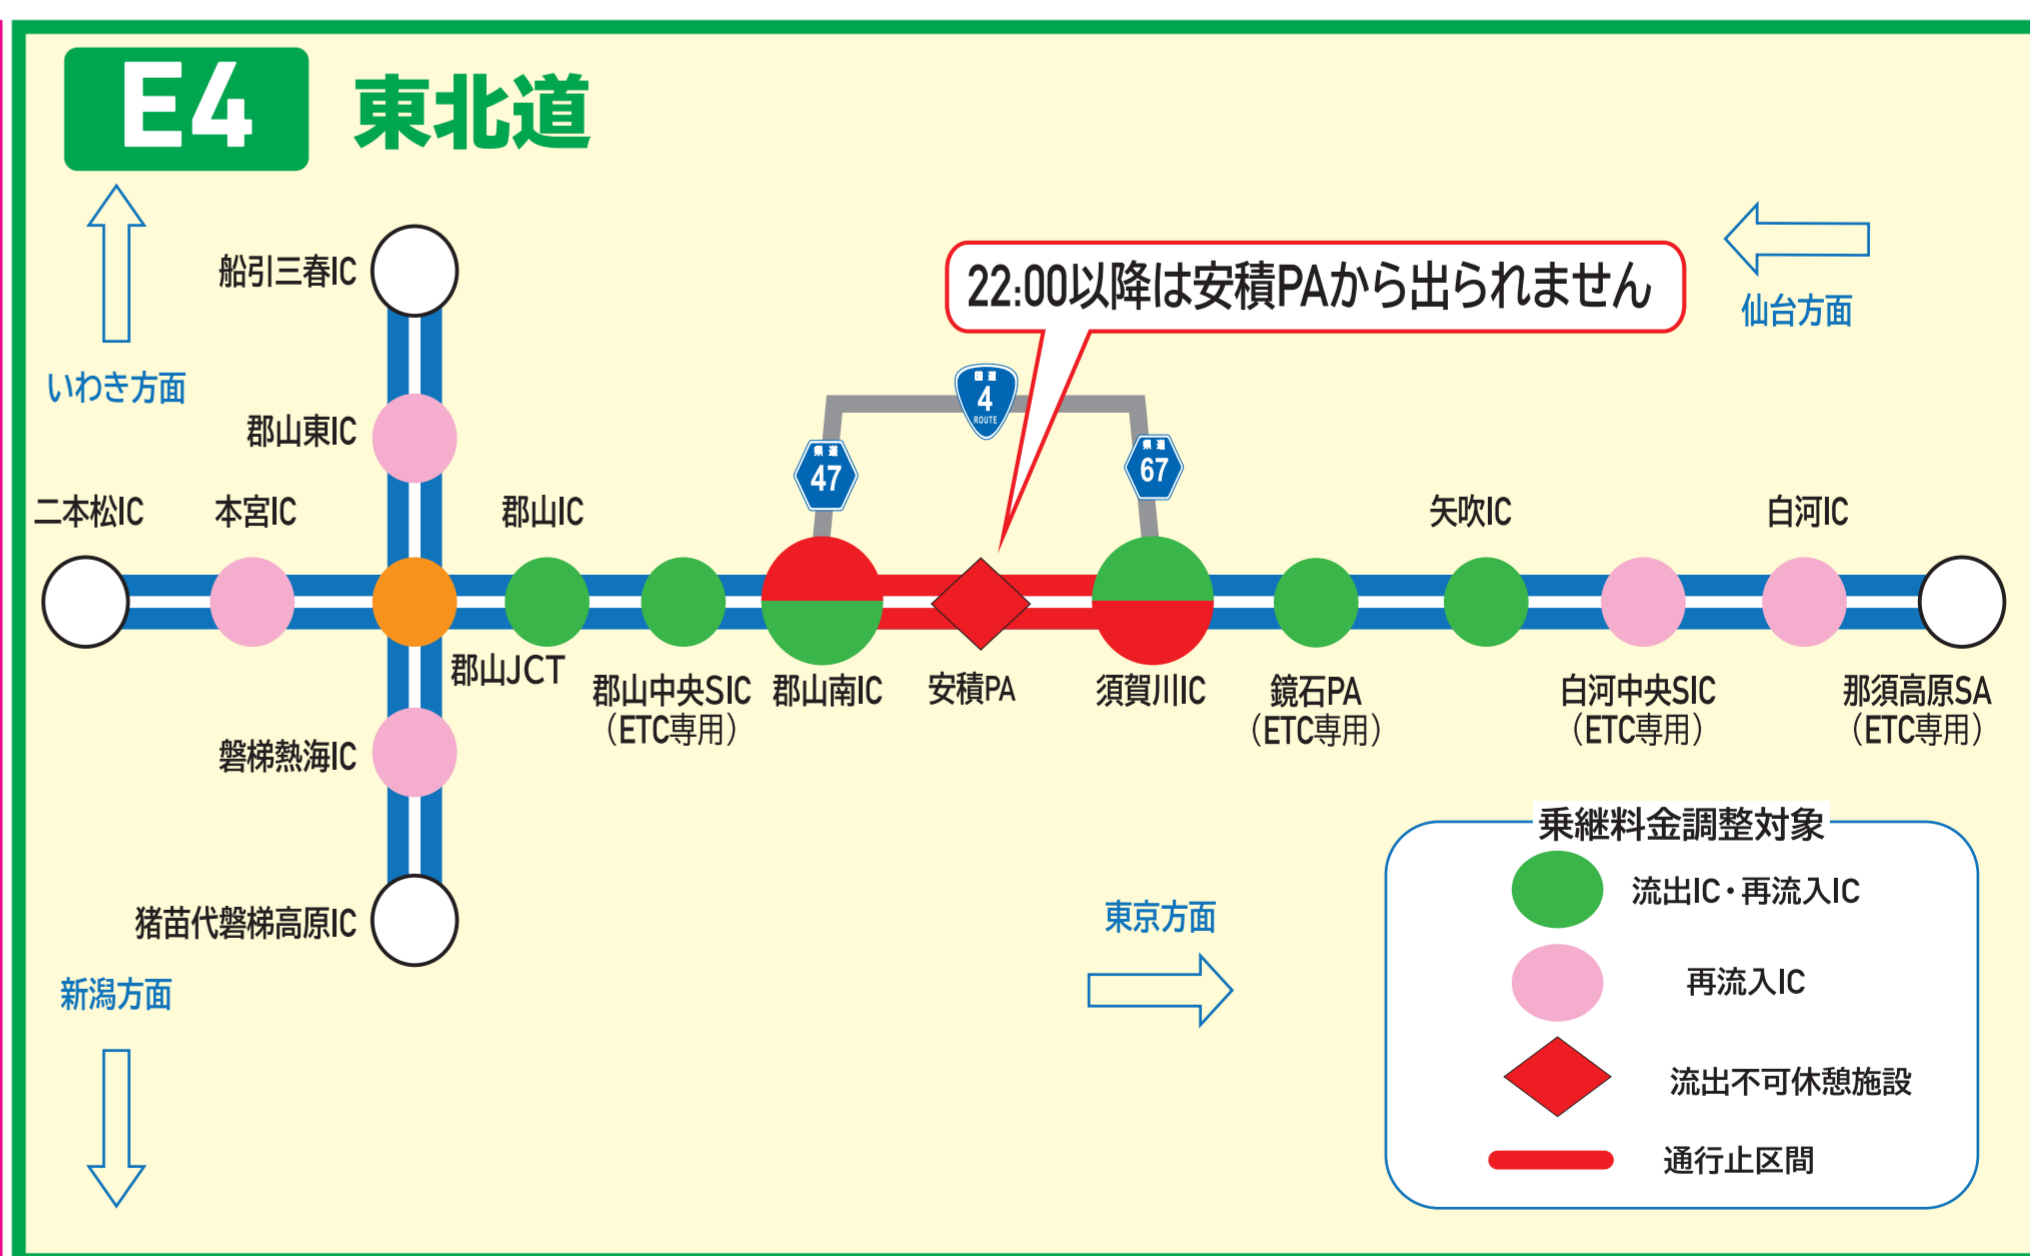 E4 東北道
船引三春IC
22:00以降は安積PAから出られません
仙台方面
いわき方面
国道
4
ROUTE
郡山東IC
県道
47
県道
67
二本松IC
本宮IC
郡山IC
矢吹IC
白河IC
郡山JCT
郡山中央SIC
（ETC専用）
郡山南IC
安積PA
須賀川IC
鏡石PA
（ETC専用）
白河中央SIC
（ETC専用）
那須高原SA
（ETC専用）
磐梯熱海IC
猪苗代磐梯高原IC
新潟方面
東京方面
乗継料金調整対象
流出IC・再流入IC
再流入IC
流出不可休憩施設
通行止区間